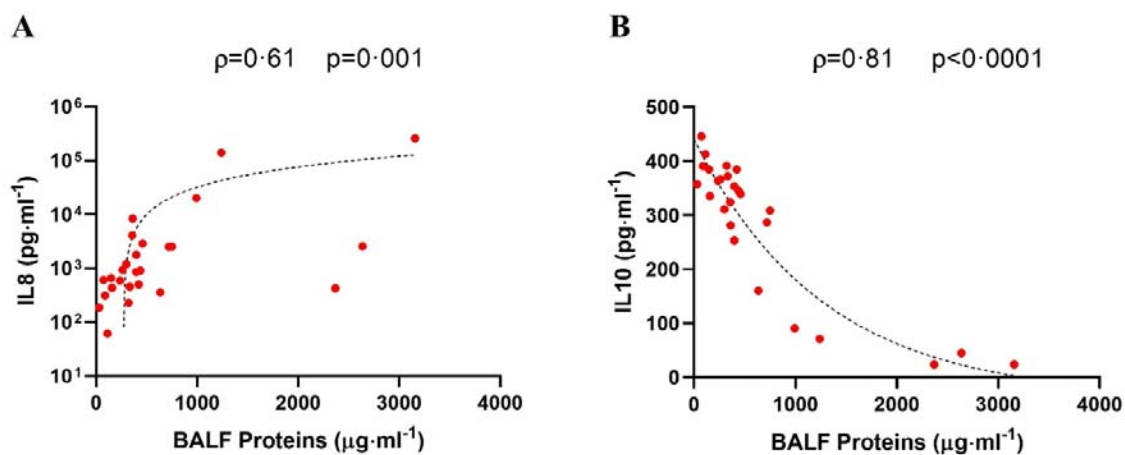 A
ρ=0·61 p=0·001
10⁶
10⁵
10⁴
10³
10²
10¹
IL8 (pg·ml⁻¹)
0 1000 2000 3000 4000
BALF Proteins (μg·ml⁻¹)
B
ρ=0·81 p<0·0001
500
400
300
200
100
0
IL10 (pg·ml⁻¹)
0 1000 2000 3000 4000
BALF Proteins (μg·ml⁻¹)